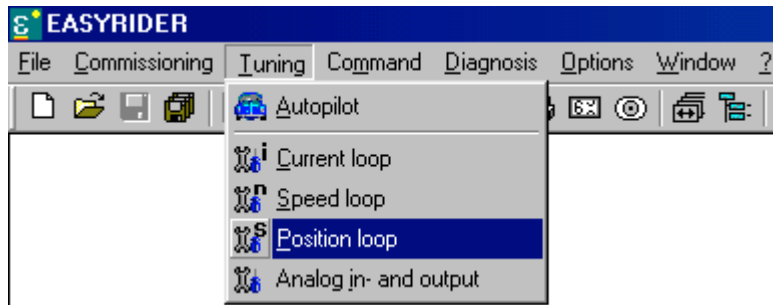 EASYRIDER
File Commissioning Tuning Command Diagnosis Options Window ?
Autopilot
Current loop
Speed loop
Position loop
Analog in- and output